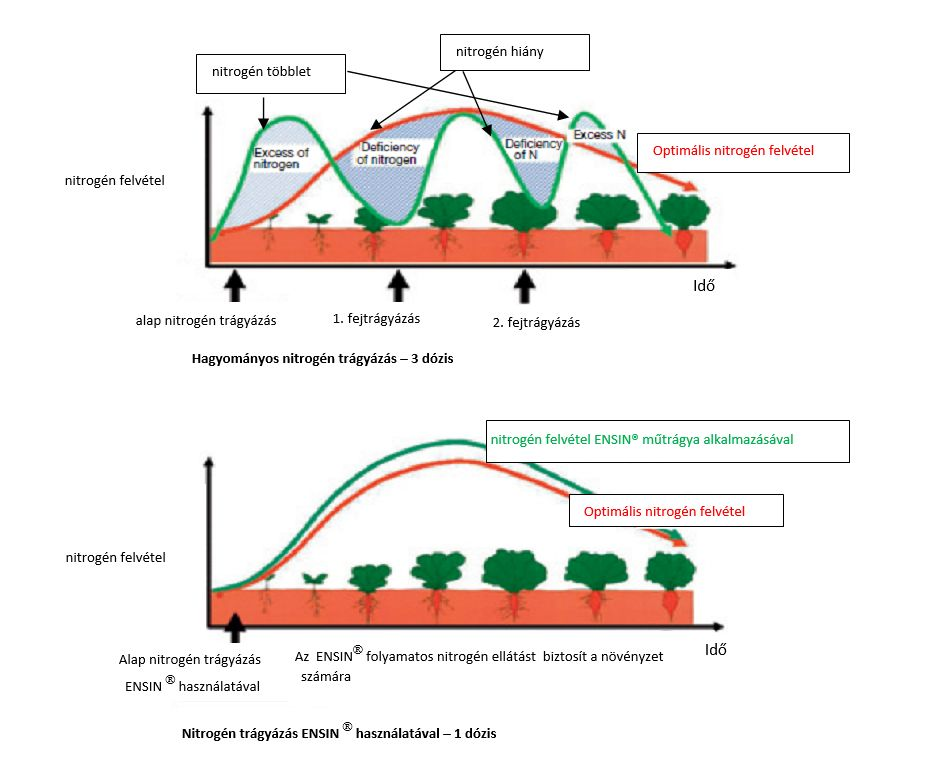 nitrogén hiány
nitrogén többlet
Excess N
Excess of
nitrogen
Deficiency
of nitrogen
Deficiency
of N
Optimális nitrogén felvétel
nitrogén felvétel
Idő
alap nitrogén trágyázás
1. fejtrágyázás
2. fejtrágyázás
Hagyományos nitrogén trágyázás – 3 dózis
nitrogén felvétel ENSIN® műtrágya alkalmazásával
Optimális nitrogén felvétel
nitrogén felvétel
Idő
Alap nitrogén trágyázás
ENSIN ® használatával
Az ENSIN® folyamatos nitrogén ellátást biztosít a növényzet
számára
Nitrogén trágyázás ENSIN ® használatával – 1 dózis